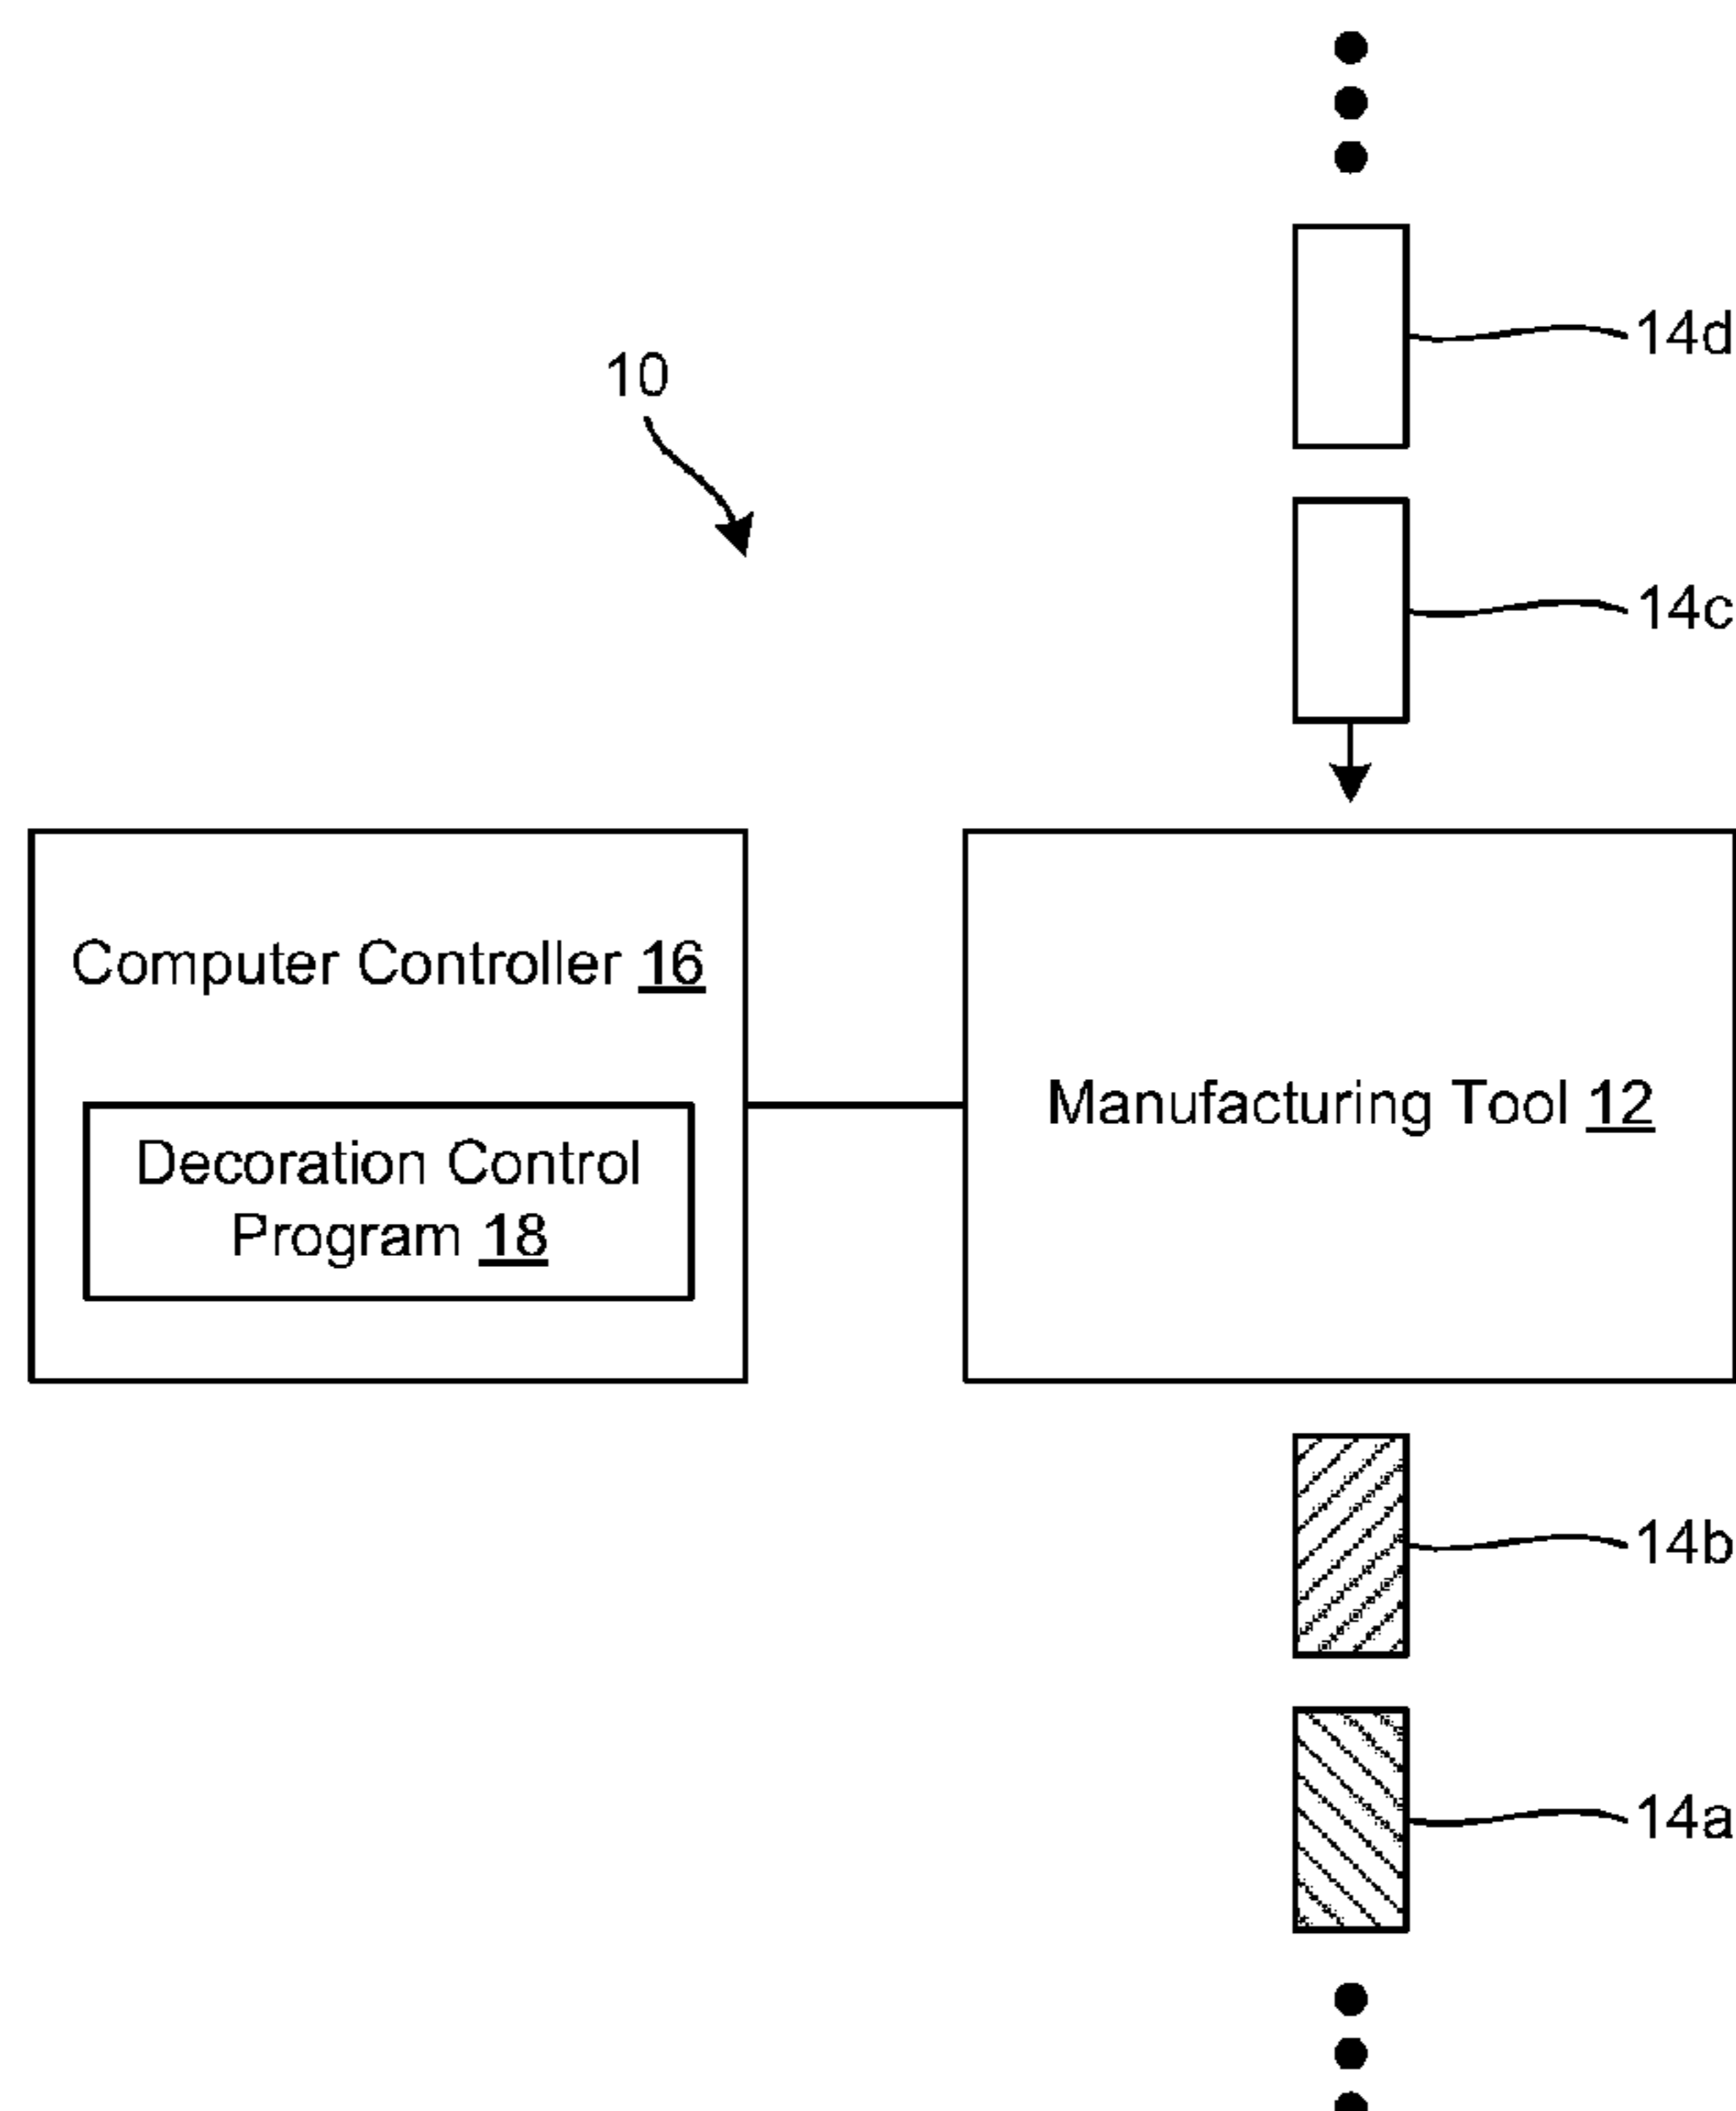 14d
10
14c
Computer Controller 16
Manufacturing Tool 12
Decoration Control
Program 18
14b
14a